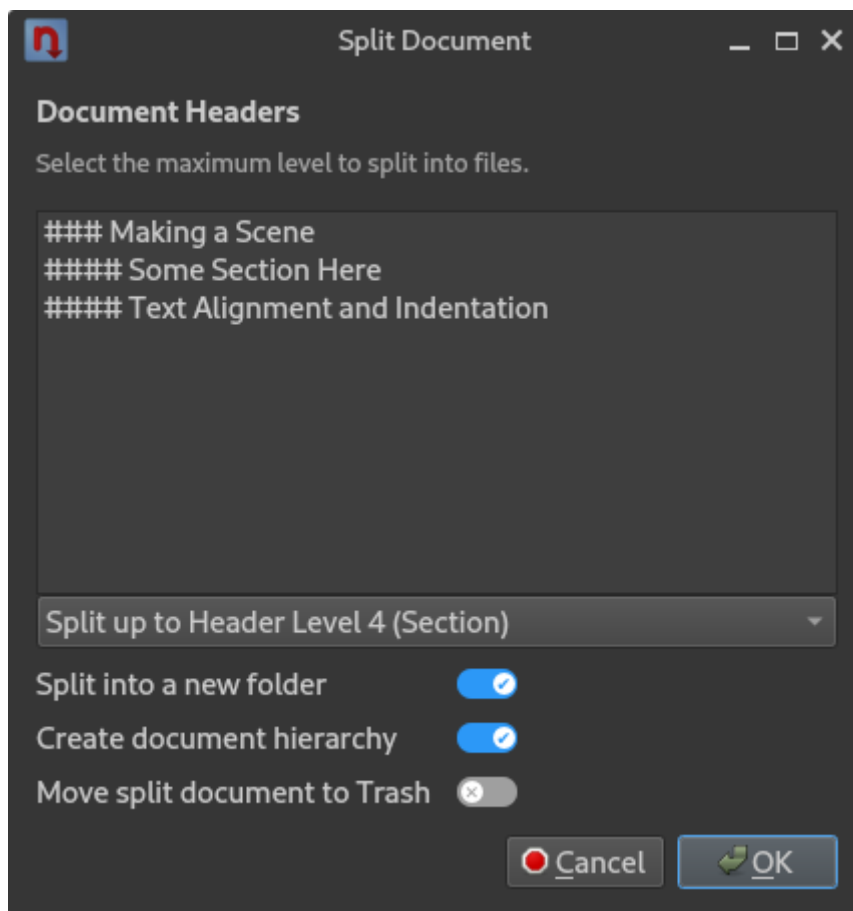 Split Document
Document Headers
Select the maximum level to split into files.
### Making a Scene
#### Some Section Here
#### Text Alignment and Indentation
Split up to Header Level 4 (Section)
Split into a new folder
Create document hierarchy
Move split document to Trash
Cancel
OK